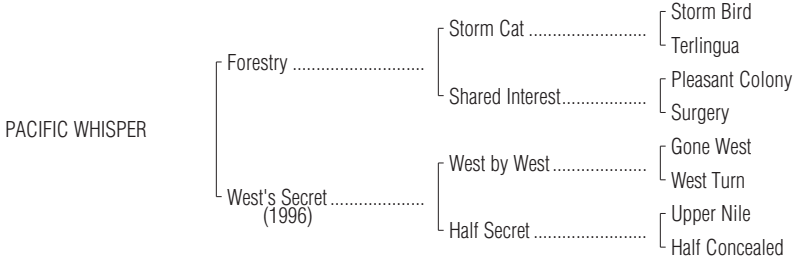 Storm Bird
Storm Cat ........................
Terlingua
Forestry ...........................
Pleasant Colony
Shared Interest..................
Surgery
PACIFIC WHISPER
Gone West
West by West....................
West Turn
West's Secret ....................
(1996)
Upper Nile
Half Secret ........................
Half Concealed